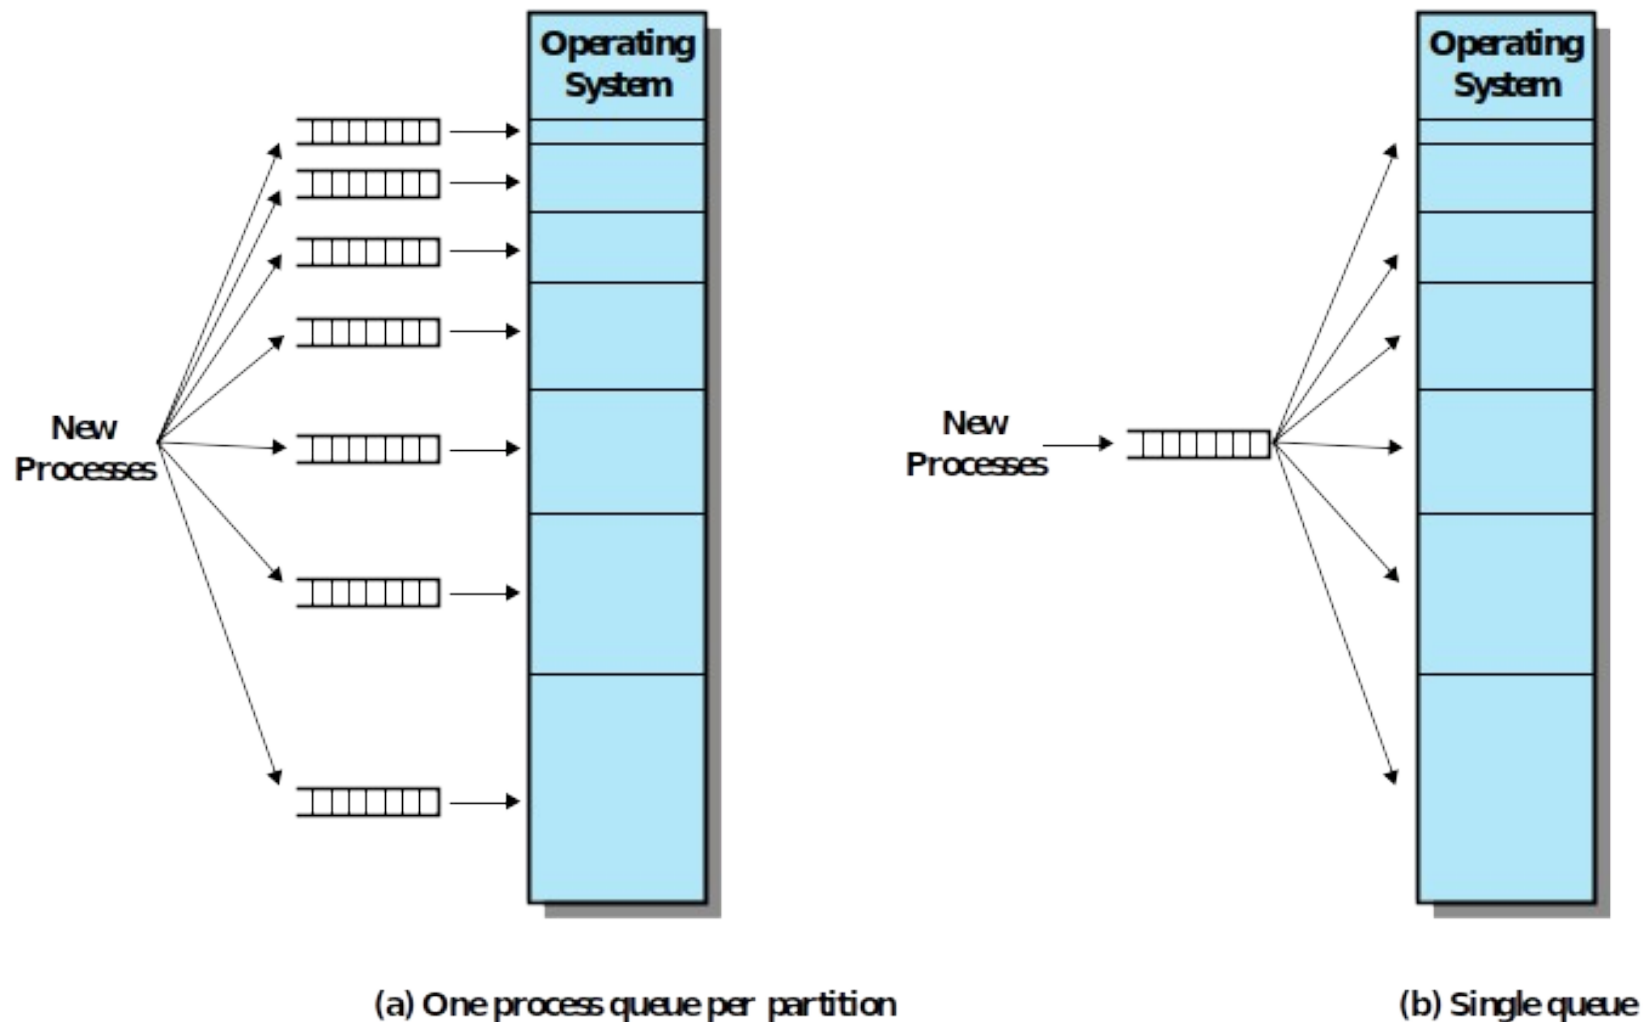 Operating
System
New
Processes
(a) One process queue per partition
Operating
System
New
Processes
(b) Single queue